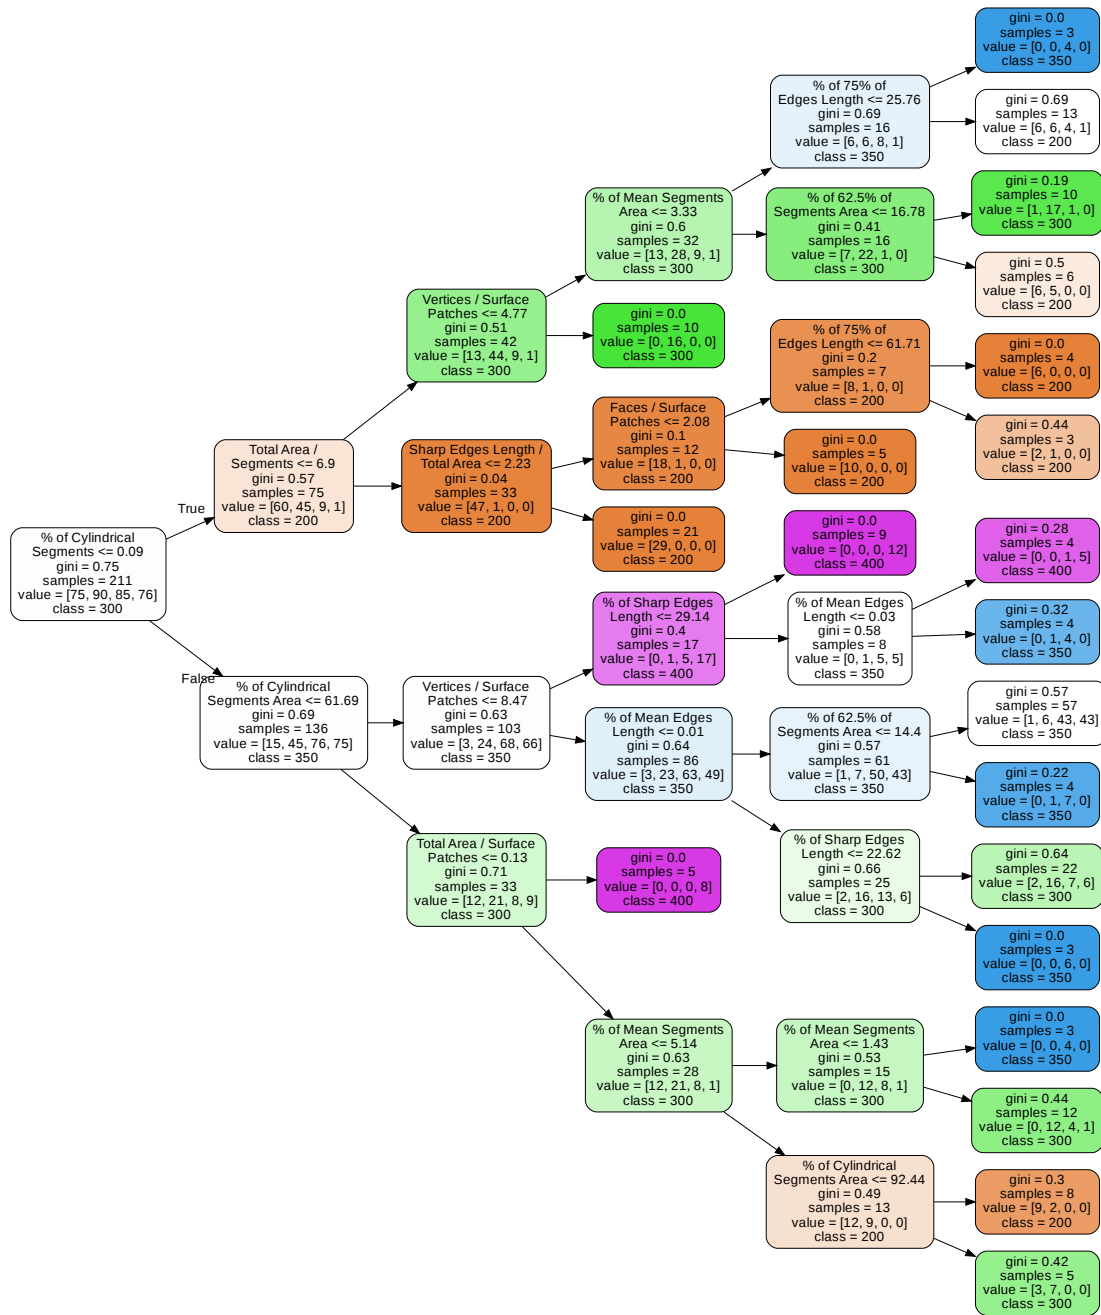 gini = 0.0
samples = 3
value = [0, 0, 4, 0]
class = 350
% of 75% of
Edges Length <= 25.76
gini = 0.69
samples = 16
value = [6, 6, 8, 1]
class = 350
gini = 0.69
samples = 13
value = [6, 6, 4, 1]
class = 200
gini = 0.19
samples = 10
value = [1, 17, 1, 0]
class = 300
% of Mean Segments
Area <= 3.33
gini = 0.6
samples = 32
value = [13, 28, 9, 1]
class = 300
% of 62.5% of
Segments Area <= 16.78
gini = 0.41
samples = 16
value = [7, 22, 1, 0]
class = 300
gini = 0.5
samples = 6
value = [6, 5, 0, 0]
class = 200
Vertices / Surface
Patches <= 4.77
gini = 0.51
samples = 42
value = [13, 44, 9, 1]
class = 300
gini = 0.0
samples = 10
value = [0, 16, 0, 0]
class = 300
% of 75% of
Edges Length <= 61.71
gini = 0.2
samples = 7
value = [8, 1, 0, 0]
class = 200
gini = 0.0
samples = 4
value = [6, 0, 0, 0]
class = 200
Faces / Surface
Patches <= 2.08
gini = 0.1
samples = 12
value = [18, 1, 0, 0]
class = 200
gini = 0.44
samples = 3
value = [2, 1, 0, 0]
class = 200
gini = 0.0
samples = 5
value = [10, 0, 0, 0]
class = 200
Total Area /
Segments <= 6.9
gini = 0.57
samples = 75
value = [60, 45, 9, 1]
class = 200
Sharp Edges Length /
Total Area <= 2.23
gini = 0.04
samples = 33
value = [47, 1, 0, 0]
class = 200
gini = 0.0
samples = 21
value = [29, 0, 0, 0]
class = 200
True
gini = 0.0
samples = 9
value = [0, 0, 0, 12]
class = 400
gini = 0.28
samples = 4
value = [0, 0, 1, 5]
class = 400
% of Cylindrical
Segments <= 0.09
gini = 0.75
samples = 211
value = [75, 90, 85, 76]
class = 300
% of Sharp Edges
Length <= 29.14
gini = 0.4
samples = 17
value = [0, 1, 5, 17]
class = 400
% of Mean Edges
Length <= 0.03
gini = 0.58
samples = 8
value = [0, 1, 5, 5]
class = 350
gini = 0.32
samples = 4
value = [0, 1, 4, 0]
class = 350
False
% of Cylindrical
Segments Area <= 61.69
gini = 0.69
samples = 136
value = [15, 45, 76, 75]
class = 350
Vertices / Surface
Patches <= 8.47
gini = 0.63
samples = 103
value = [3, 24, 68, 66]
class = 350
% of Mean Edges
Length <= 0.01
gini = 0.64
samples = 86
value = [3, 23, 63, 49]
class = 350
% of 62.5% of
Segments Area <= 14.4
gini = 0.57
samples = 61
value = [1, 7, 50, 43]
class = 350
gini = 0.57
samples = 57
value = [1, 6, 43, 43]
class = 350
gini = 0.22
samples = 4
value = [0, 1, 7, 0]
class = 350
Total Area / Surface
Patches <= 0.13
gini = 0.71
samples = 33
value = [12, 21, 8, 9]
class = 300
gini = 0.0
samples = 5
value = [0, 0, 0, 8]
class = 400
% of Sharp Edges
Length <= 22.62
gini = 0.66
samples = 25
value = [2, 16, 13, 6]
class = 300
gini = 0.64
samples = 22
value = [2, 16, 7, 6]
class = 300
gini = 0.0
samples = 3
value = [0, 0, 6, 0]
class = 350
% of Mean Segments
Area <= 5.14
gini = 0.63
samples = 28
value = [12, 21, 8, 1]
class = 300
% of Mean Segments
Area <= 1.43
gini = 0.53
samples = 15
value = [0, 12, 8, 1]
class = 300
gini = 0.0
samples = 3
value = [0, 0, 4, 0]
class = 350
gini = 0.44
samples = 12
value = [0, 12, 4, 1]
class = 300
% of Cylindrical
Segments Area <= 92.44
gini = 0.49
samples = 13
value = [12, 9, 0, 0]
class = 200
gini = 0.3
samples = 8
value = [9, 2, 0, 0]
class = 200
gini = 0.42
samples = 5
value = [3, 7, 0, 0]
class = 300